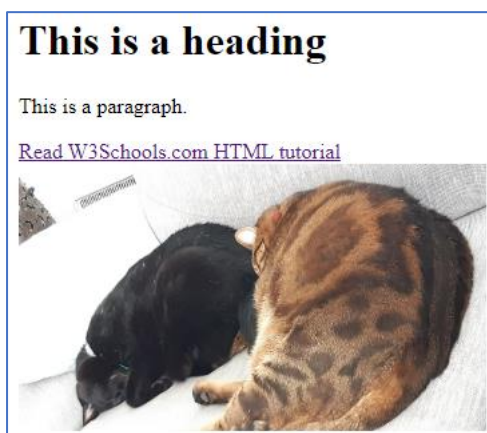 This is a heading
This is a paragraph.
Read W3Schools.com HTML tutorial